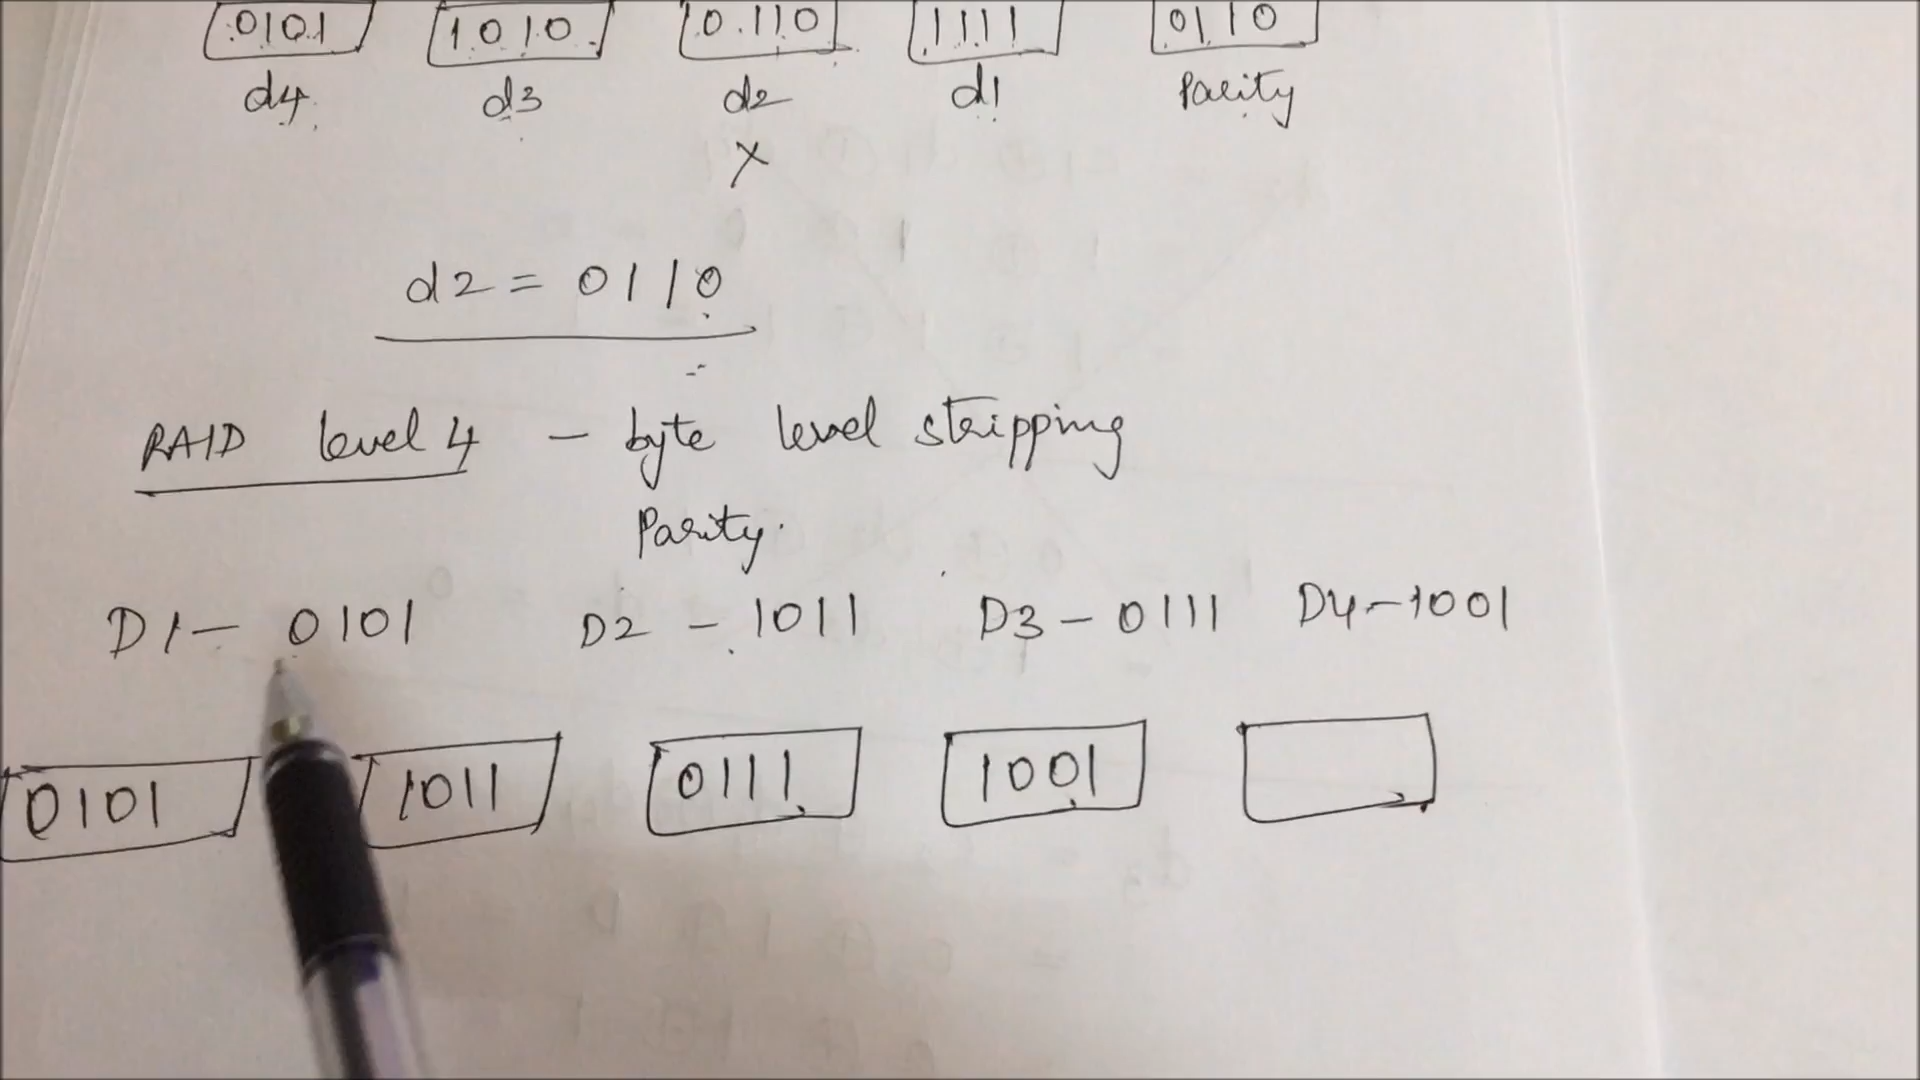 0101 1010 0110 1111 0110
d4 d3 d2 d1 Parity
X
d2 = 0110
RAID level 4 - byte level stripping
Parity.
D1 - 0101 D2 - 1011 D3 - 0111 D4 - 1001
0101 1011 0111 1001